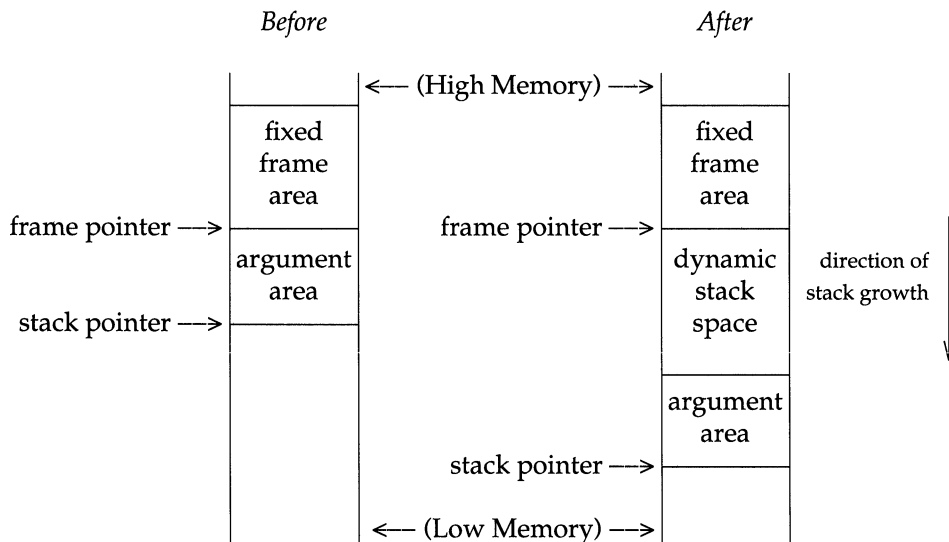 Before
After
(High Memory)
fixed
frame
area
fixed
frame
area
frame pointer
frame pointer
argument
area
dynamic
stack
space
direction of
stack growth
stack pointer
argument
area
stack pointer
(Low Memory)